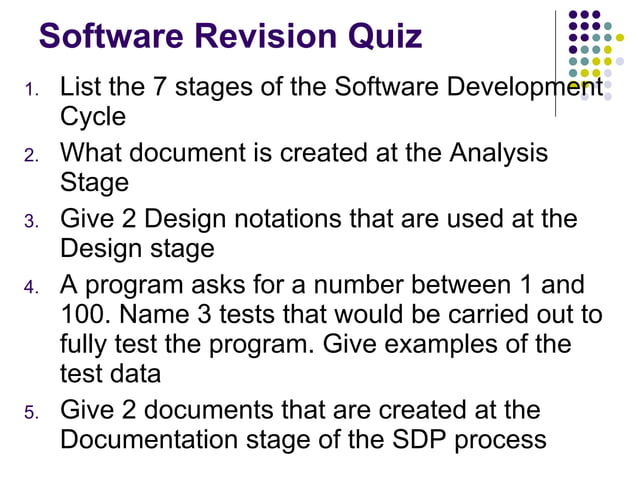 Software Revision Quiz
1. List the 7 stages of the Software Development
Cycle
2. What document is created at the Analysis
Stage
3. Give 2 Design notations that are used at the
Design stage
4. A program asks for a number between 1 and
100. Name 3 tests that would be carried out to
fully test the program. Give examples of the
test data
5. Give 2 documents that are created at the
Documentation stage of the SDP process